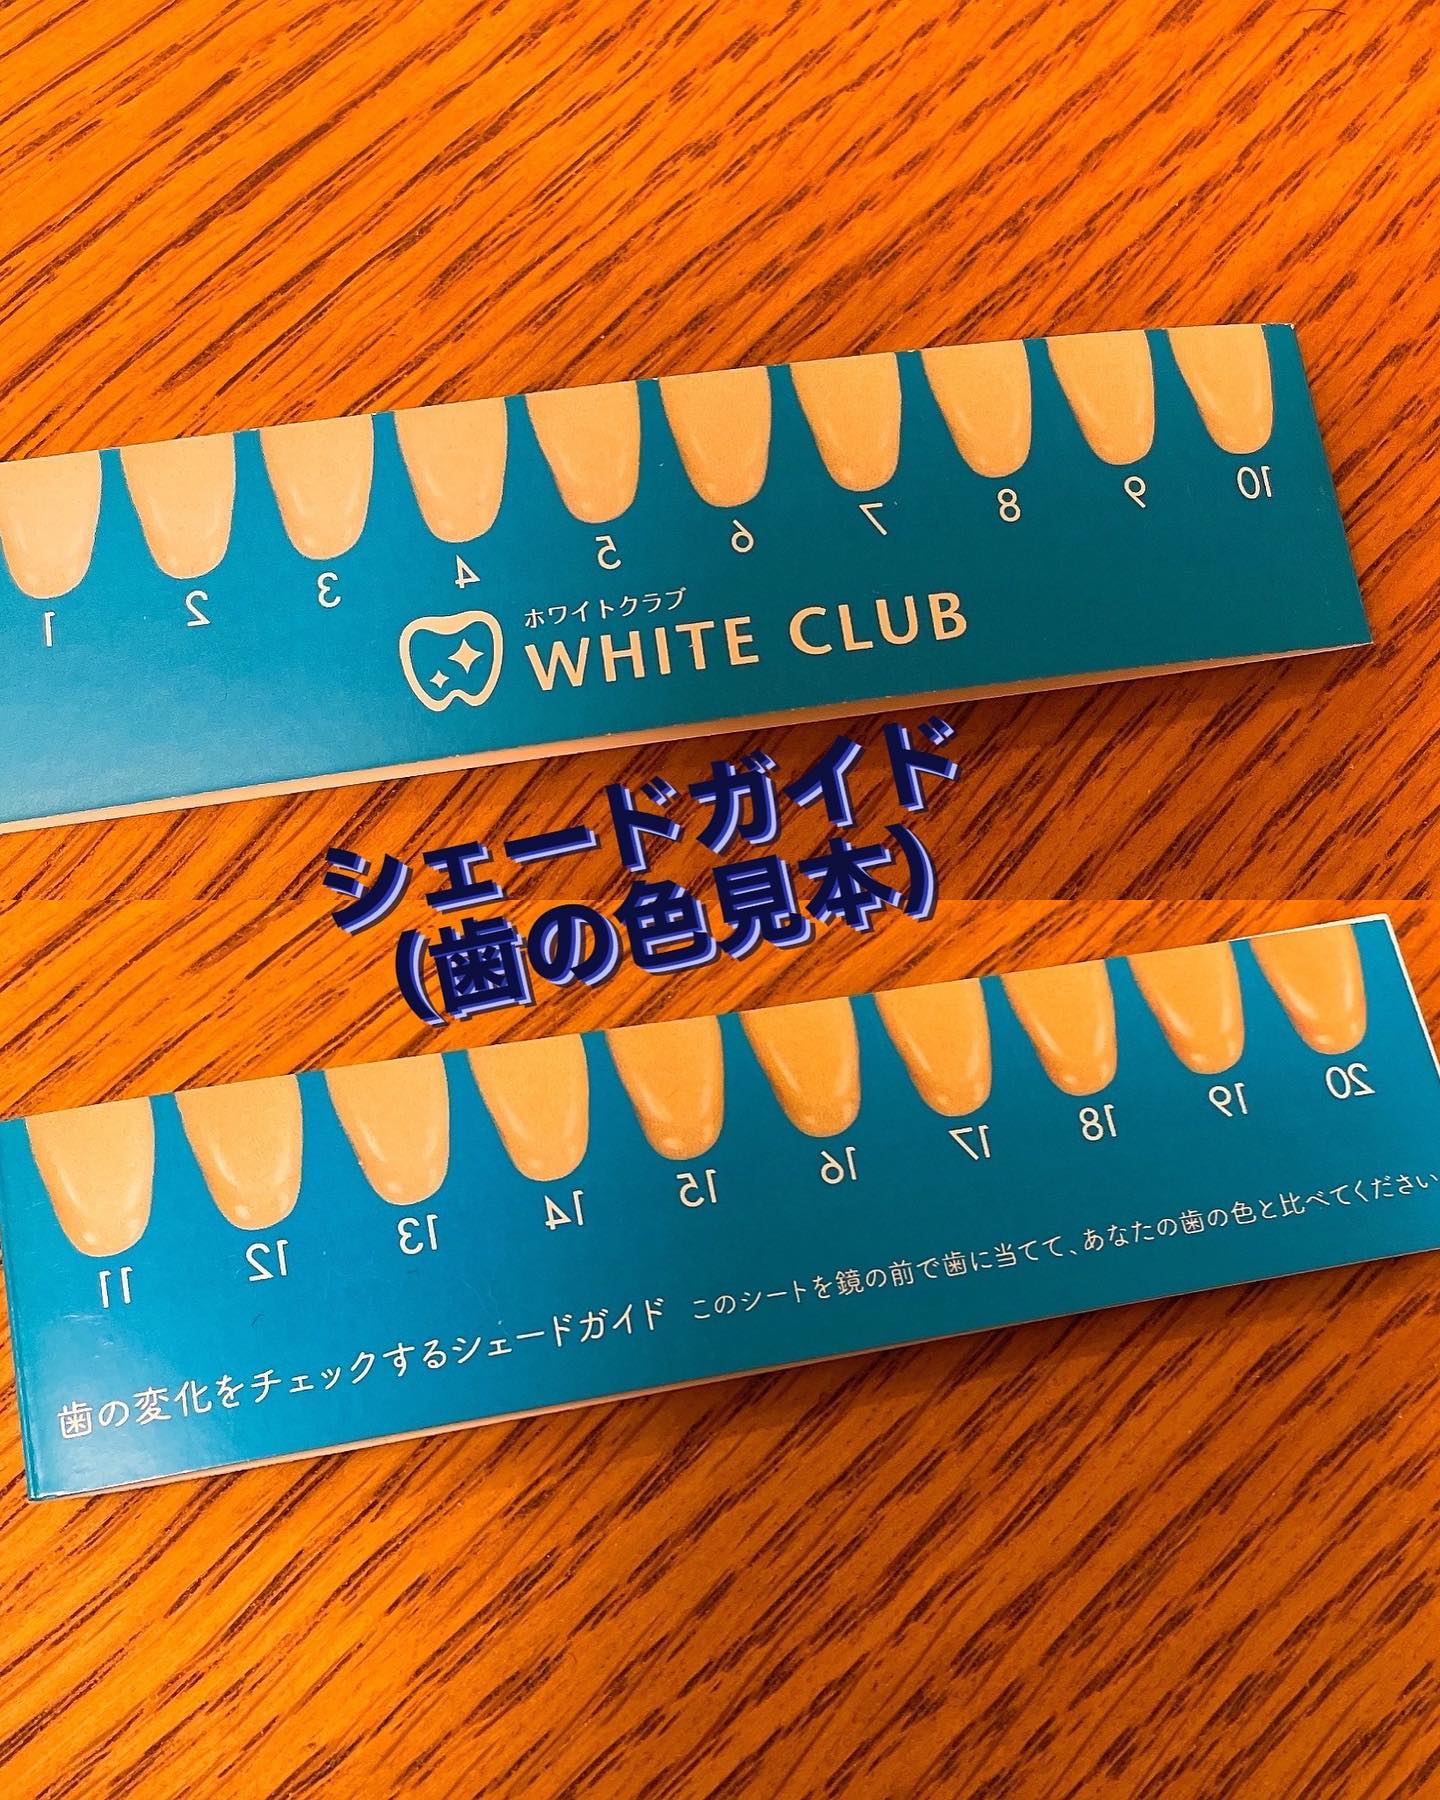 1 2 3 4 5 6 7 8 9 10
ホワイトクラブ
WHITE CLUB
シェードガイド
(歯の色見本)
11 12 13 14 15 16 17 18 19 20
歯の変化をチェックするシェードガイド このシートを鏡の前で歯に当てて、あなたの歯の色と比べてください